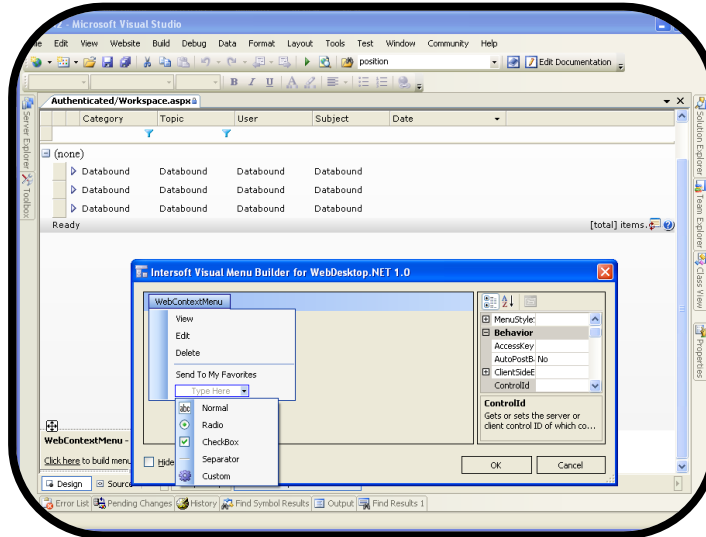 - Microsoft Visual Studio
Edit View Website Build Debug Data Format Layout Tools Test Window Community Help
position Edit Documentation
B I U A
Authenticated/Workspace.aspx
Category Topic User Subject Date
(none)
Databound Databound Databound Databound
Databound Databound Databound Databound
Databound Databound Databound Databound
Ready [total] items.
Server Explorer
Toolbox
Solution Explorer
Team Explorer
Class View
Properties
Intersoft Visual Menu Builder for WebDesktop.NET 1.0
WebContextMenu
View
Edit
Delete
Send To My Favorites
Type Here
abc Normal
Radio
CheckBox
Separator
Custom
MenuStyle
Behavior
AccessKey
AutoPostB No
ClientSideE
ControlId
ControlId
Gets or sets the server or
client control ID of which co...
Hide
OK Cancel
WebContextMenu -
Click here to build menu
Design Source
Error List Pending Changes History Find Symbol Results Output Find Results 1